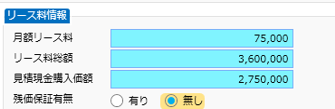 リース料情報
月額リース料 75,000
リース料総額 3,600,000
見積現金購入価額 2,750,000
残価保証有無 有り 無し